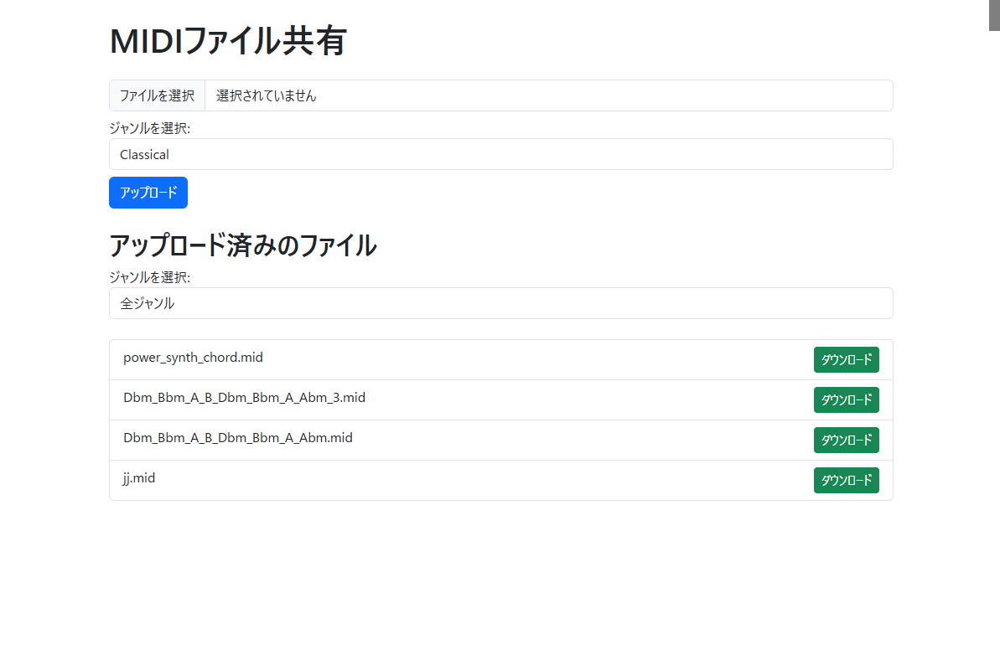 MIDIファイル共有
ファイルを選択 選択されていません
ジャンルを選択:
Classical
アップロード
アップロード済みのファイル
ジャンルを選択:
全ジャンル
power_synth_chord.mid ダウンロード
Dbm_Bbm_A_B_Dbm_Bbm_A_Abm_3.mid ダウンロード
Dbm_Bbm_A_B_Dbm_Bbm_A_Abm.mid ダウンロード
jj.mid ダウンロード